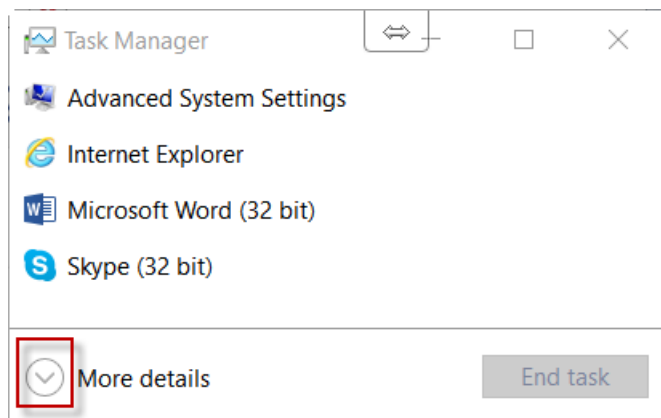 Task Manager
Advanced System Settings
Internet Explorer
Microsoft Word (32 bit)
Skype (32 bit)
More details
End task